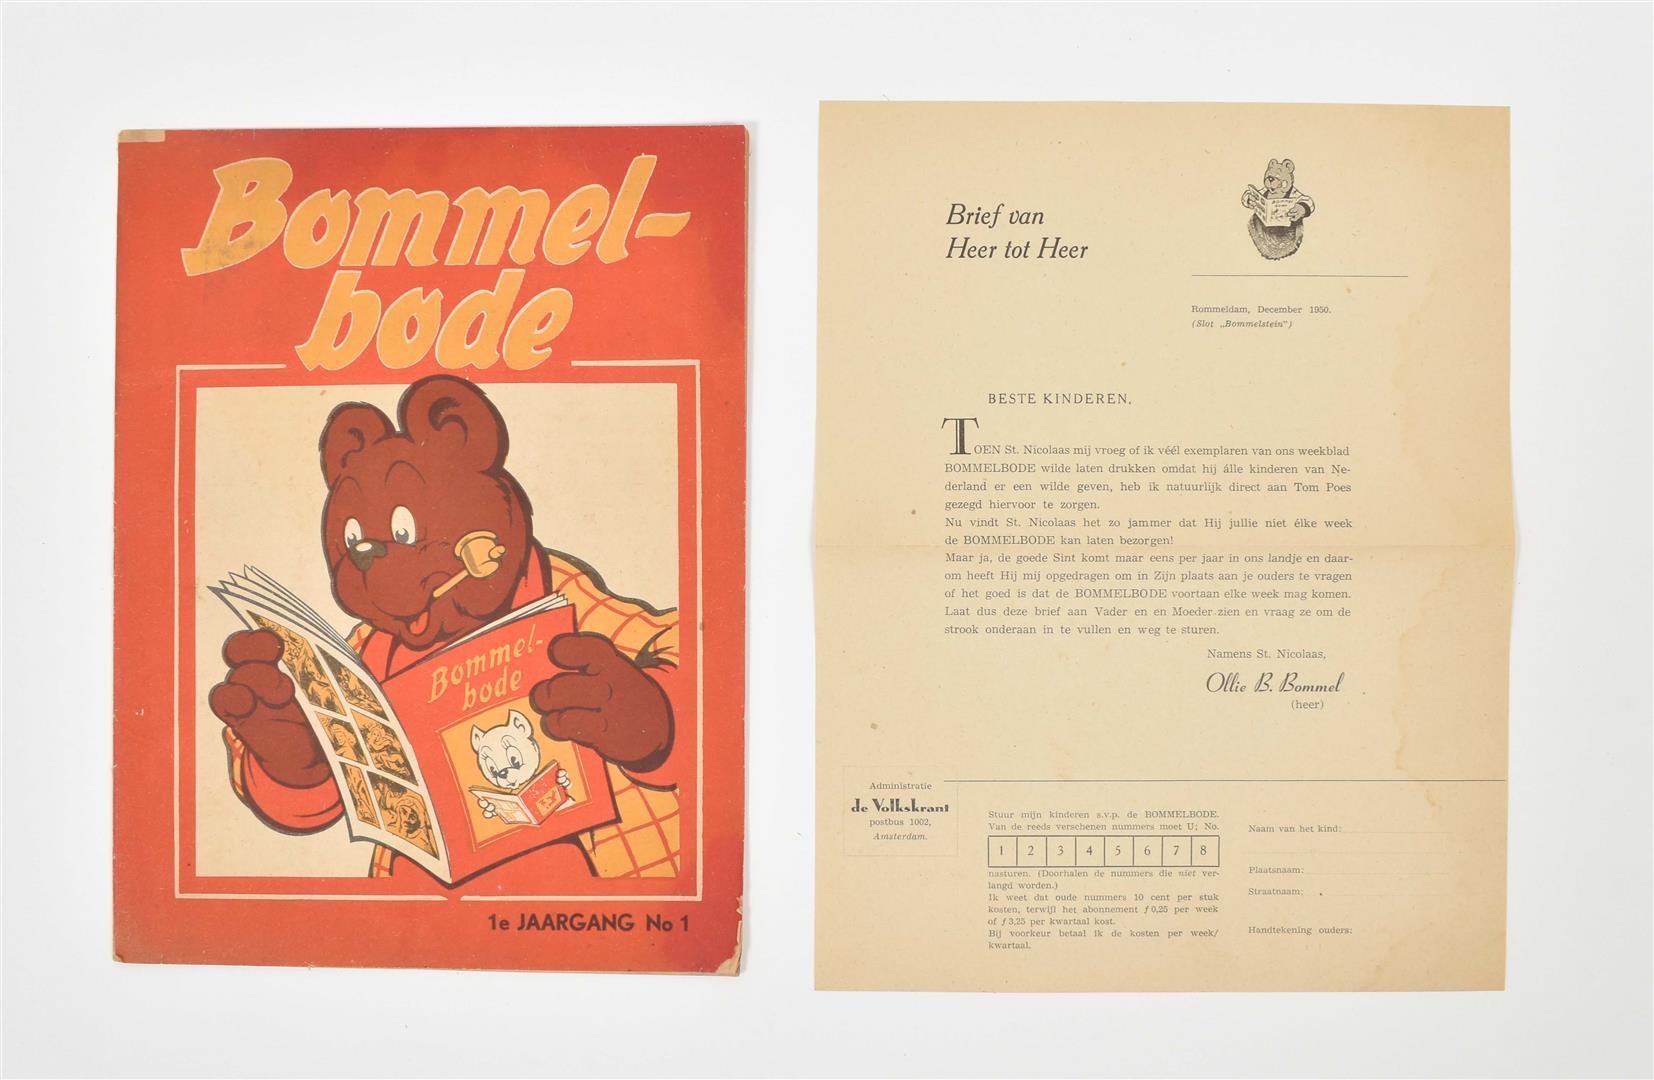 Bommel-
bode
Bommel-
bode
1e JAARGANG No 1
Brief van
Heer tot Heer
Rommeldam, December 1950.
(Slot „Bommelstein")
BESTE KINDEREN,
TOEN St. Nicolaas mij vroeg of ik véél exemplaren van ons weekblad
BOMMELBODE wilde laten drukken omdat hij álle kinderen van Ne-
derland er een wilde geven, heb ik natuurlijk direct aan Tom Poes
gezegd hiervoor te zorgen.
Nu vindt St. Nicolaas het zo jammer dat Hij jullie niet élke week
de BOMMELBODE kan laten bezorgen!
Maar ja, de goede Sint komt maar eens per jaar in ons landje en daar-
om heeft Hij mij opgedragen om in Zijn plaats aan je ouders te vragen
of het goed is dat de BOMMELBODE voortaan elke week mag komen.
Laat dus deze brief aan Vader en en Moeder zien en vraag ze om de
strook onderaan in te vullen en weg te sturen.
Namens St. Nicolaas,
Ollie B. Bommel
(heer)
Administratie
de Volkskrant
postbus 1002,
Amsterdam.
Stuur mijn kinderen s.v.p. de BOMMELBODE.
Van de reeds verschenen nummers moet U; No.
1 2 3 4 5 6 7 8
nasturen. (Doorhalen de nummers die niet ver-
langd worden.)
Ik weet dat oude nummers 10 cent per stuk
kosten, terwijl het abonnement ƒ 0,25 per week
of ƒ 3,25 per kwartaal kost.
Bij voorkeur betaal ik de kosten per week/
kwartaal.
Naam van het kind:
Plaatsnaam:
Straatnaam:
Handtekening ouders: